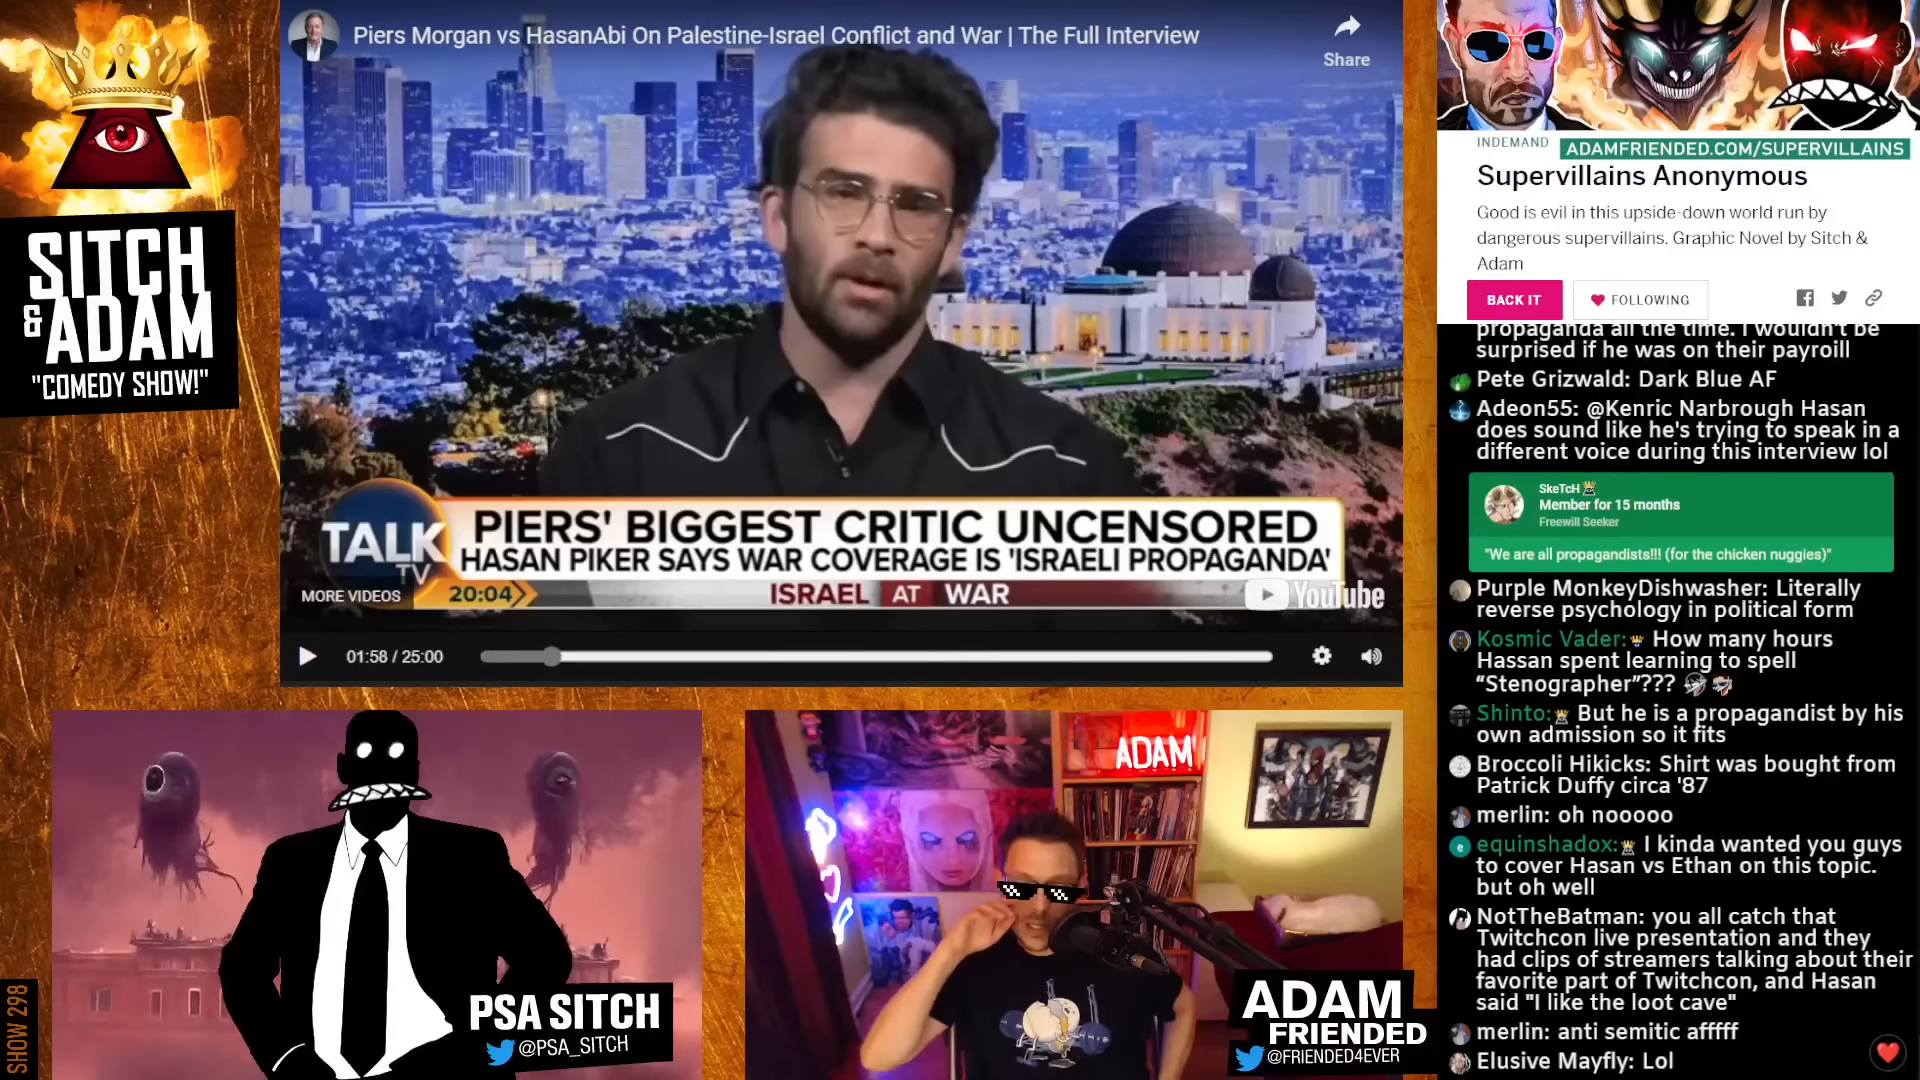 SITCH
& ADAM
"COMEDY SHOW!"
SHOW 298
Piers Morgan vs HasanAbi On Palestine-Israel Conflict and War | The Full Interview
Share
TALK
TV
PIERS' BIGGEST CRITIC UNCENSORED
HASAN PIKER SAYS WAR COVERAGE IS 'ISRAELI PROPAGANDA'
MORE VIDEOS
20:04
ISRAEL AT WAR
YouTube
01:58 / 25:00
PSA SITCH
@PSA_SITCH
ADAM
ADAM
FRIENDED
@FRIENDED4EVER
INDEMAND
ADAMFRIENDED.COM/SUPERVILLAINS
Supervillains Anonymous
Good is evil in this upside-down world run by
dangerous supervillains. Graphic Novel by Sitch &
Adam
BACK IT
FOLLOWING
propaganda all the time. I wouldn't be
surprised if he was on their payroill
Pete Grizwald: Dark Blue AF
Adeon55: @Kenric Narbrough Hasan
does sound like he's trying to speak in a
different voice during this interview lol
SkeTcH
Member for 15 months
Freewill Seeker
"We are all propagandists!!! (for the chicken nuggies)"
Purple MonkeyDishwasher: Literally
reverse psychology in political form
Kosmic Vader: How many hours
Hassan spent learning to spell
“Stenographer”???
Shinto: But he is a propagandist by his
own admission so it fits
Broccoli Hikicks: Shirt was bought from
Patrick Duffy circa '87
merlin: oh nooooo
e equinshadox: I kinda wanted you guys
to cover Hasan vs Ethan on this topic.
but oh well
NotTheBatman: you all catch that
Twitchcon live presentation and they
had clips of streamers talking about their
favorite part of Twitchcon, and Hasan
said "I like the loot cave"
merlin: anti semitic afffff
Elusive Mayfly: Lol